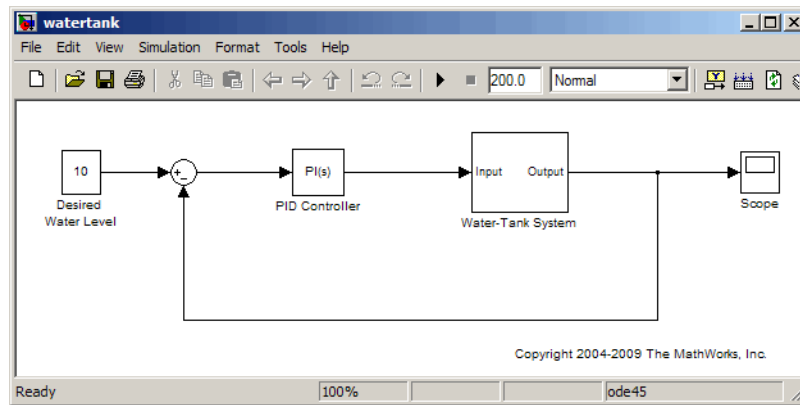 watertank
File Edit View Simulation Format Tools Help
200.0 Normal
10
+
-
PI(s)
Input Output
Desired
Water Level
PID Controller
Water-Tank System
Scope
Copyright 2004-2009 The MathWorks, Inc.
Ready 100% ode45